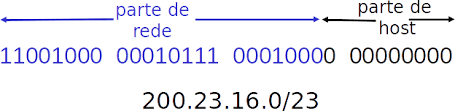 parte de rede
parte de host
11001000 00010111 00010000 00000000
200.23.16.0/23